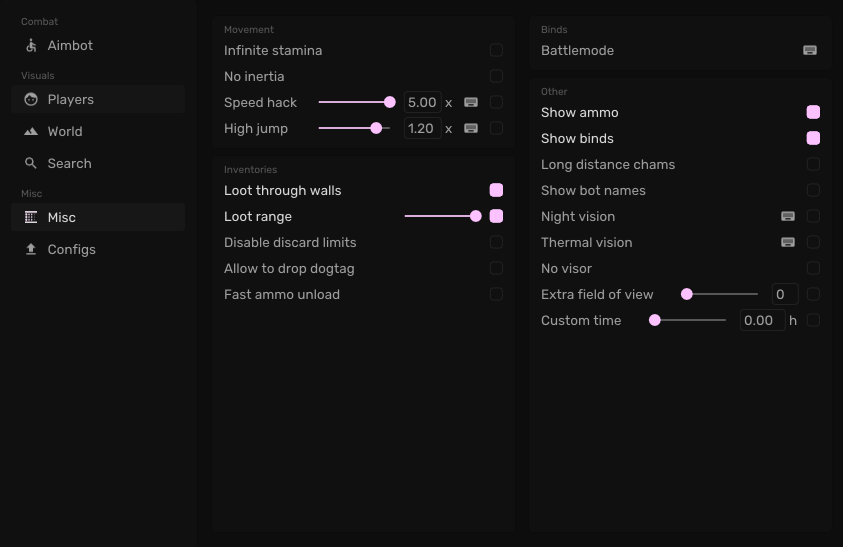 Combat
Aimbot
Visuals
Players
World
Search
Misc
Misc
Configs
Movement
Infinite stamina
No inertia
Speed hack 5.00 x
High jump 1.20 x
Inventories
Loot through walls
Loot range
Disable discard limits
Allow to drop dogtag
Fast ammo unload
Binds
Battlemode
Other
Show ammo
Show binds
Long distance chams
Show bot names
Night vision
Thermal vision
No visor
Extra field of view 0
Custom time 0.00 h